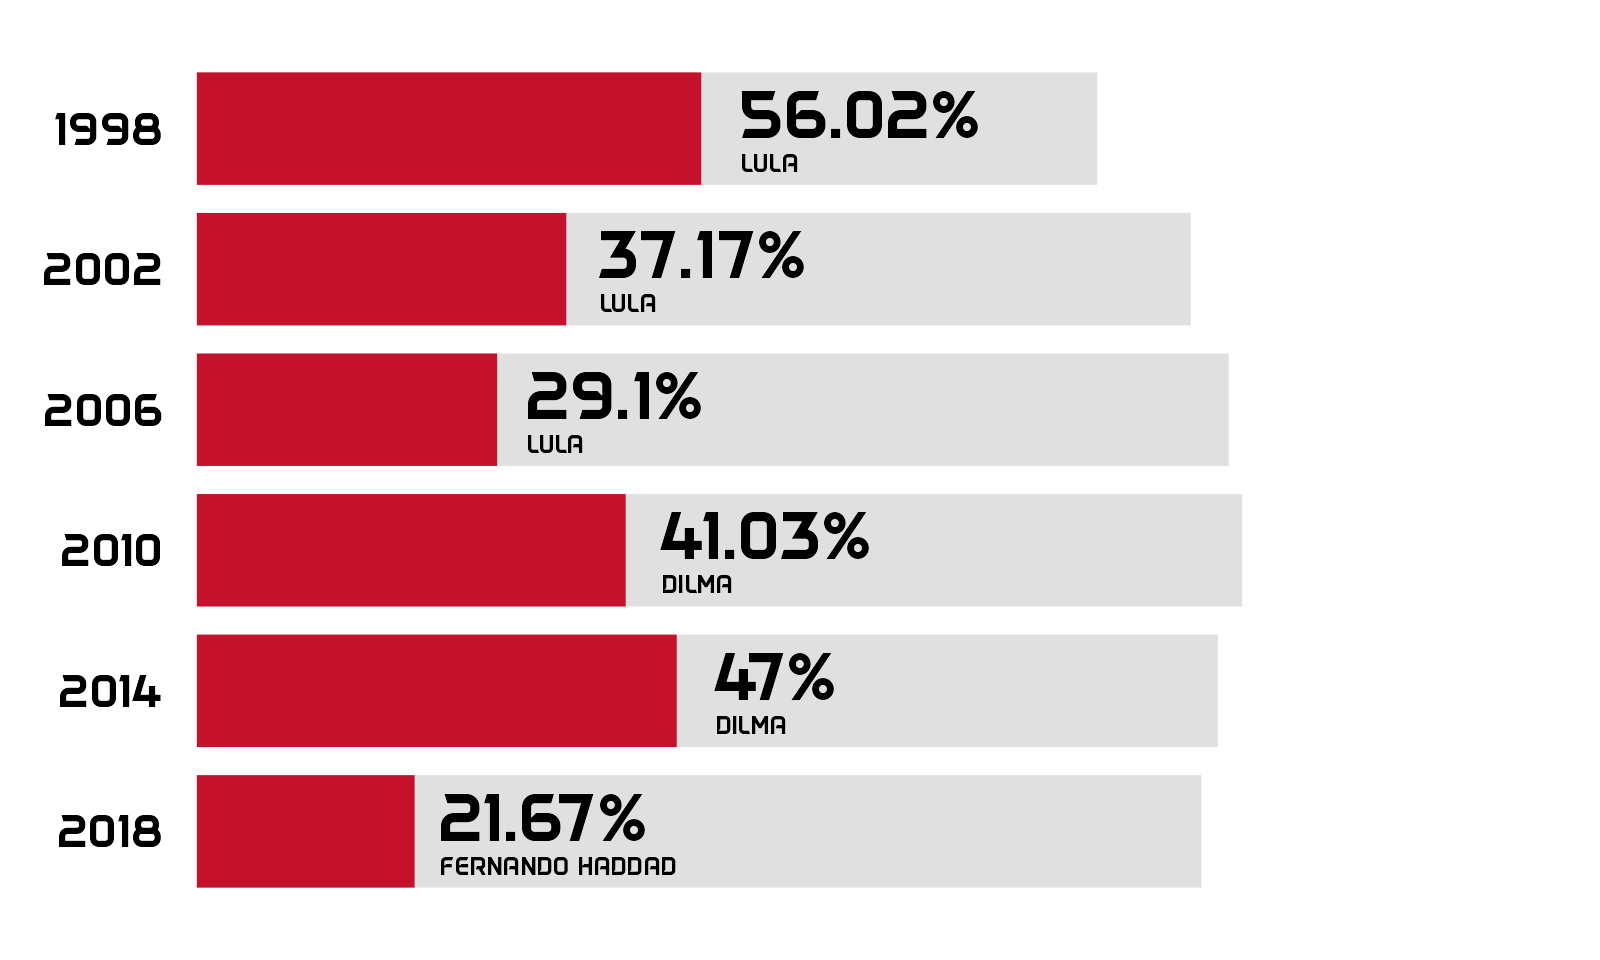 1998
56.02%
LULA
2002
37.17%
LULA
2006
29.1%
LULA
2010
41.03%
DILMA
2014
47%
DILMA
2018
21.67%
FERNANDO HADDAD